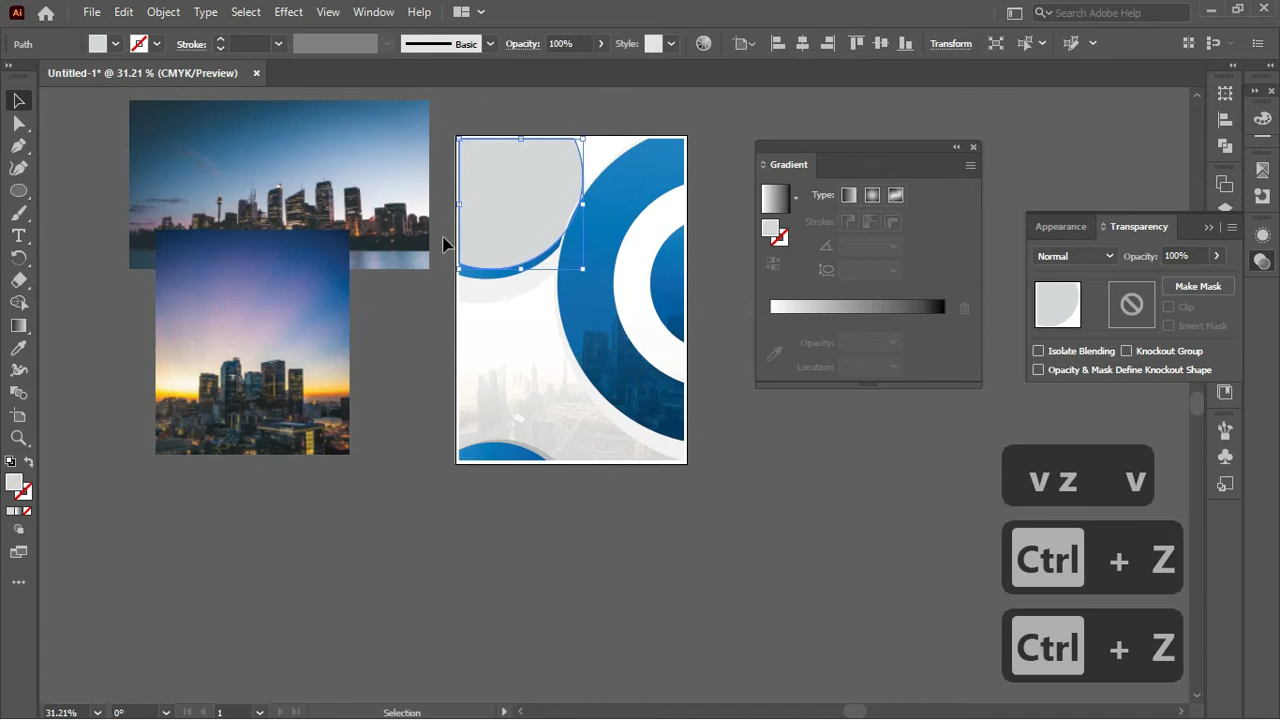 Ai File Edit Object Type Select Effect View Window Help Search Adobe Help
Path Stroke: Basic Opacity: 100% Style: Transform
Untitled-1* @ 31.21 % (CMYK/Preview)
Gradient
Type:
Stroke:
Opacity:
Location:
Appearance Transparency
Normal Opacity: 100%
Make Mask
Clip
Invert Mask
Isolate Blending Knockout Group
Opacity & Mask Define Knockout Shape
v z v
Ctrl + Z
Ctrl + Z
31.21% 0° 1 Selection